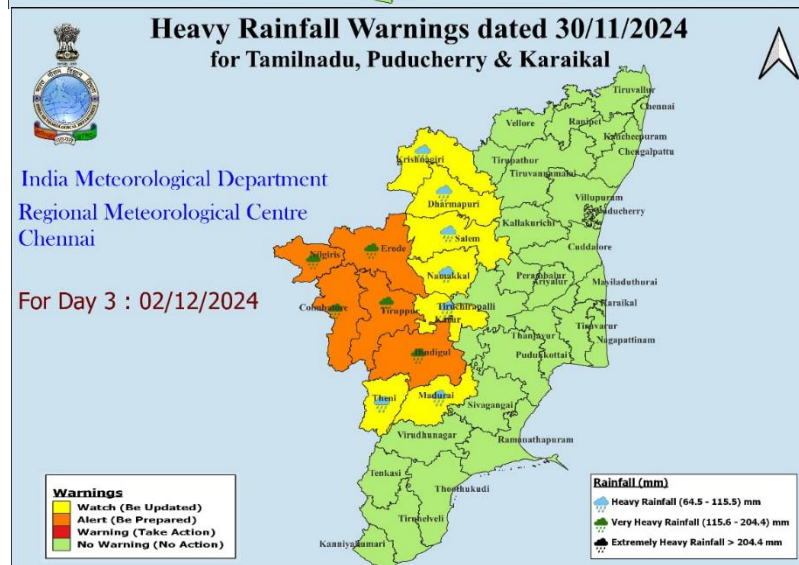 Heavy Rainfall Warnings dated 30/11/2024
for Tamilnadu, Puducherry & Karaikal
India Meteorological Department
Regional Meteorological Centre
Chennai
For Day 3 : 02/12/2024
Tiruvallur
Chennai
Vellore
Ranipet
Kancheepuram
Chengalpattu
Krishnagiri
Tirupathur
Tiruvannamalai
Dharmapuri
Villupuram
Puducherry
Kallakurichi
Salem
Cuddalore
Nilgiris
Erode
Namakkal
Perambalur
Ariyalur
Mayiladuthurai
Karaikal
Coimbatore
Tiruppur
Tiruchirapalli
Karur
Tiruvarur
Nagapattinam
Thanjavur
Pudukkottai
Dindigul
Theni
Madurai
Sivagangai
Virudhunagar
Ramanathapuram
Tenkasi
Thoothukudi
Tirunelveli
Kanniyakumari
Warnings
Watch (Be Updated)
Alert (Be Prepared)
Warning (Take Action)
No Warning (No Action)
Rainfall (mm)
Heavy Rainfall (64.5 - 115.5) mm
Very Heavy Rainfall (115.6 - 204.4) mm
Extremely Heavy Rainfall > 204.4 mm